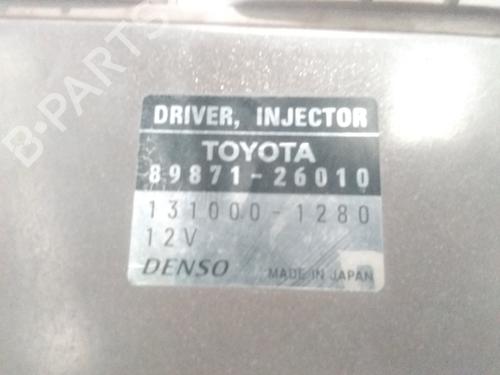 B-PARTS
DRIVER, INJECTOR
TOYOTA
89871-26010
131000-1280
12V
DENSO MADE IN JAPAN